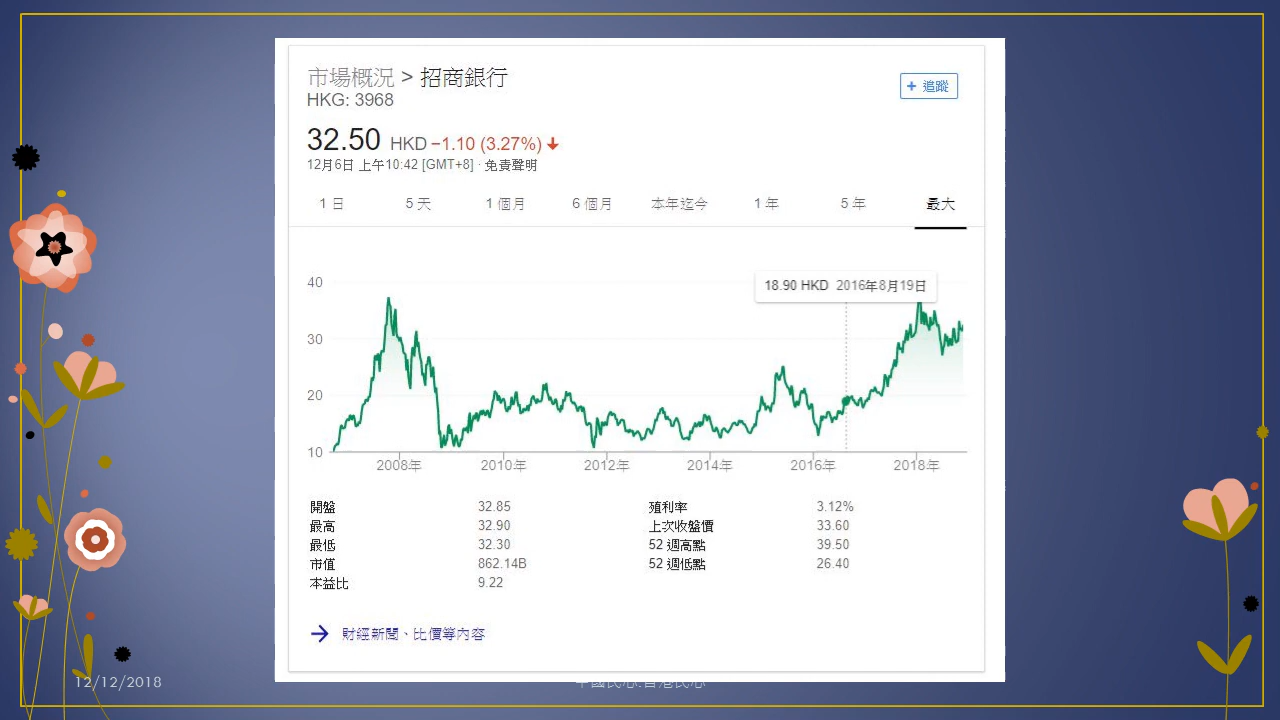 市場概況 > 招商銀行
HKG: 3968
+ 追蹤
32.50 HKD −1.10 (3.27%)
12月6日 上午10:42 [GMT+8] · 免責聲明
1 日 5 天 1 個月 6 個月 本年迄今 1 年 5 年 最大
18.90 HKD 2016年8月19日
40
30
20
10
2008年 2010年 2012年 2014年 2016年 2018年
開盤 32.85 殖利率 3.12%
最高 32.90 上次收盤價 33.60
最低 32.30 52 週高點 39.50
市值 862.14B 52 週低點 26.40
本益比 9.22
財經新聞、比價等內容
12/12/2018